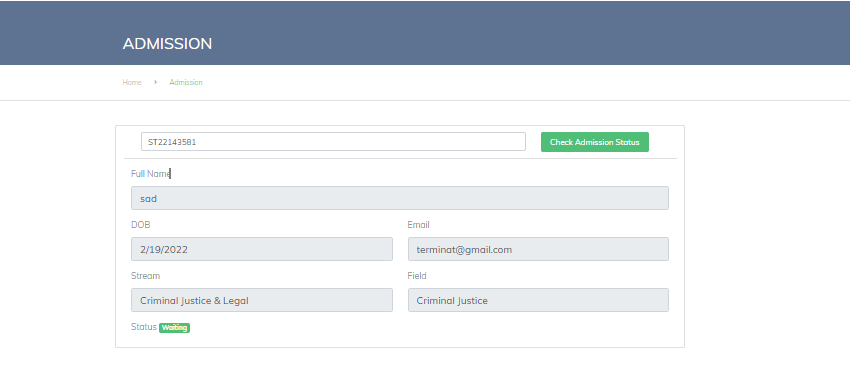 ADMISSION
Home > Admission
ST22143581 Check Admission Status
Full Name
sad
DOB Email
2/19/2022 terminat@gmail.com
Stream Field
Criminal Justice & Legal Criminal Justice
Status Waiting